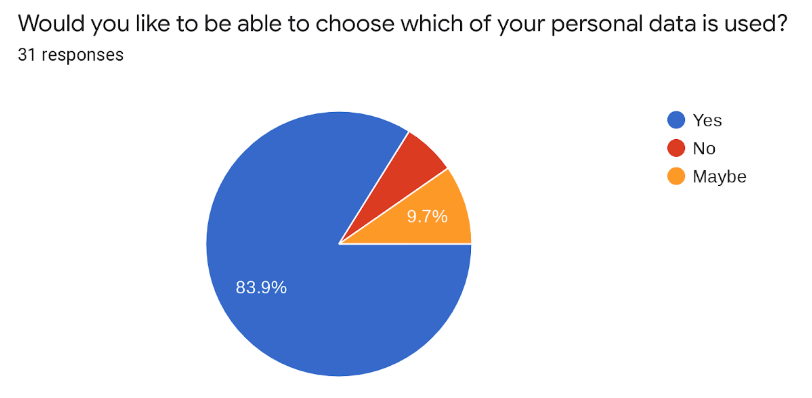 Would you like to be able to choose which of your personal data is used?
31 responses
Yes
No
Maybe
9.7%
83.9%